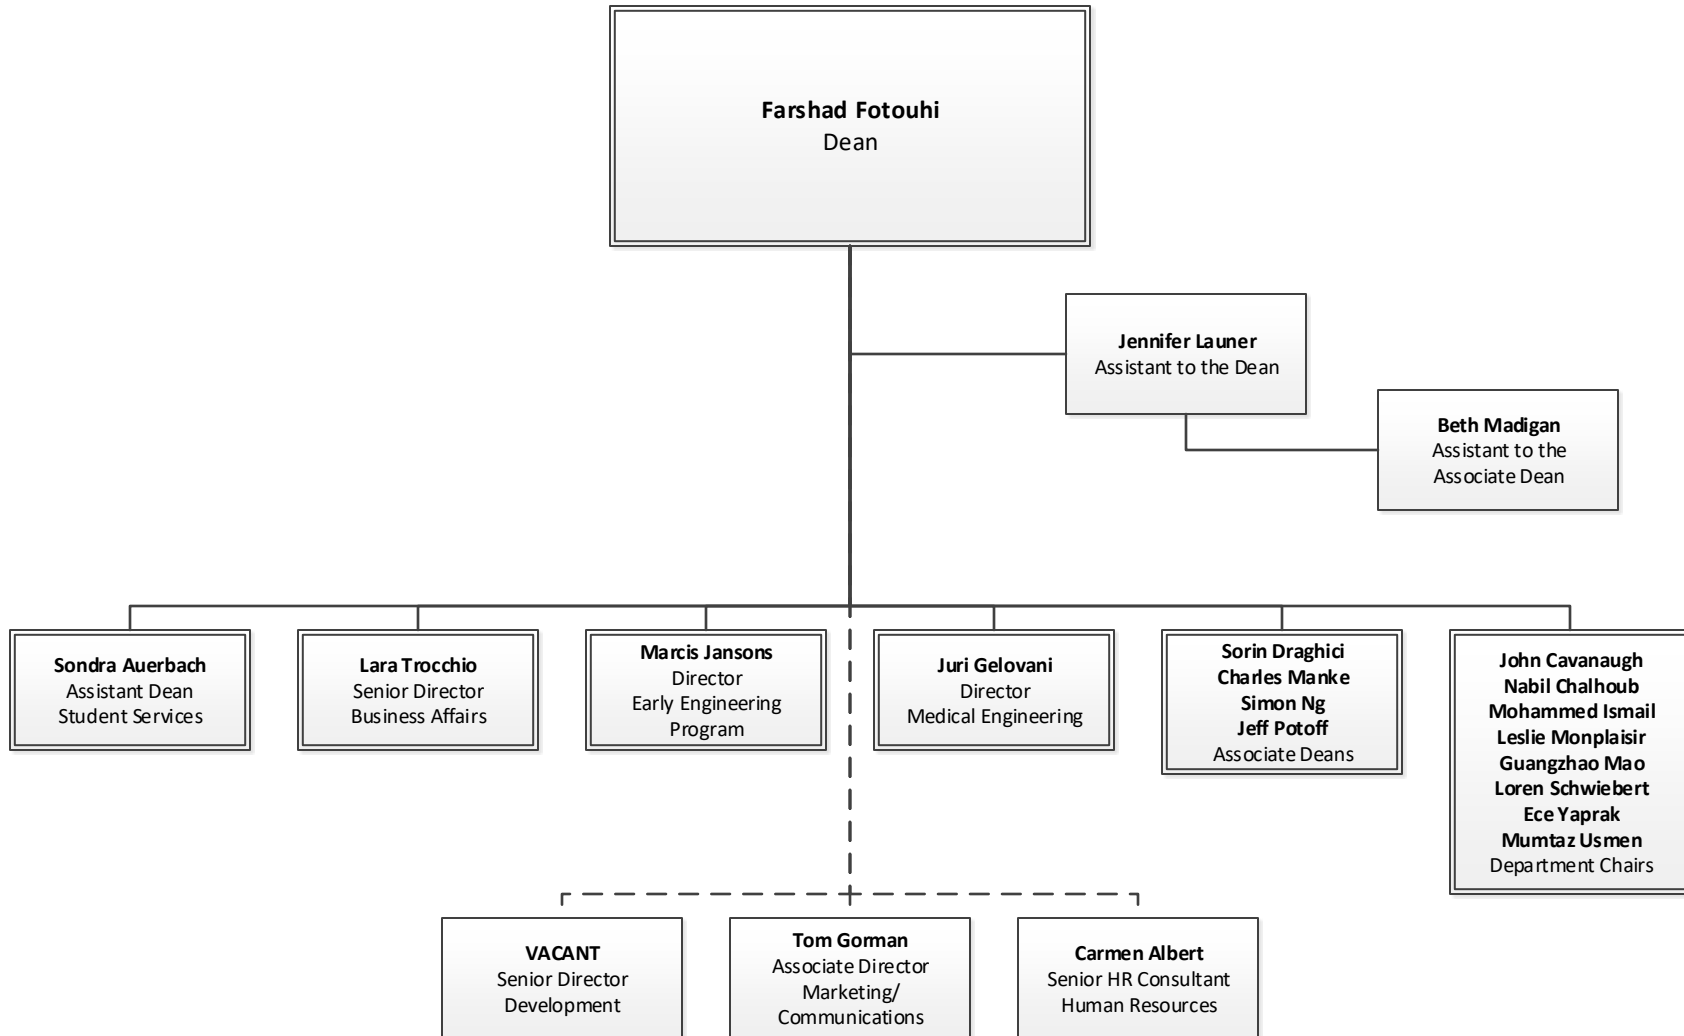 Farshad Fotouhi
Dean
Jennifer Launer
Assistant to the Dean
Beth Madigan
Assistant to the
Associate Dean
Sondra Auerbach
Assistant Dean
Student Services
Lara Trocchio
Senior Director
Business Affairs
Marcis Jansons
Director
Early Engineering
Program
Juri Gelovani
Director
Medical Engineering
Sorin Draghici
Charles Manke
Simon Ng
Jeff Potoff
Associate Deans
John Cavanaugh
Nabil Chalhoub
Mohammed Ismail
Leslie Monplaisir
Guangzhao Mao
Loren Schwiebert
Ece Yaprak
Mumtaz Usmen
Department Chairs
VACANT
Senior Director
Development
Tom Gorman
Associate Director
Marketing/
Communications
Carmen Albert
Senior HR Consultant
Human Resources